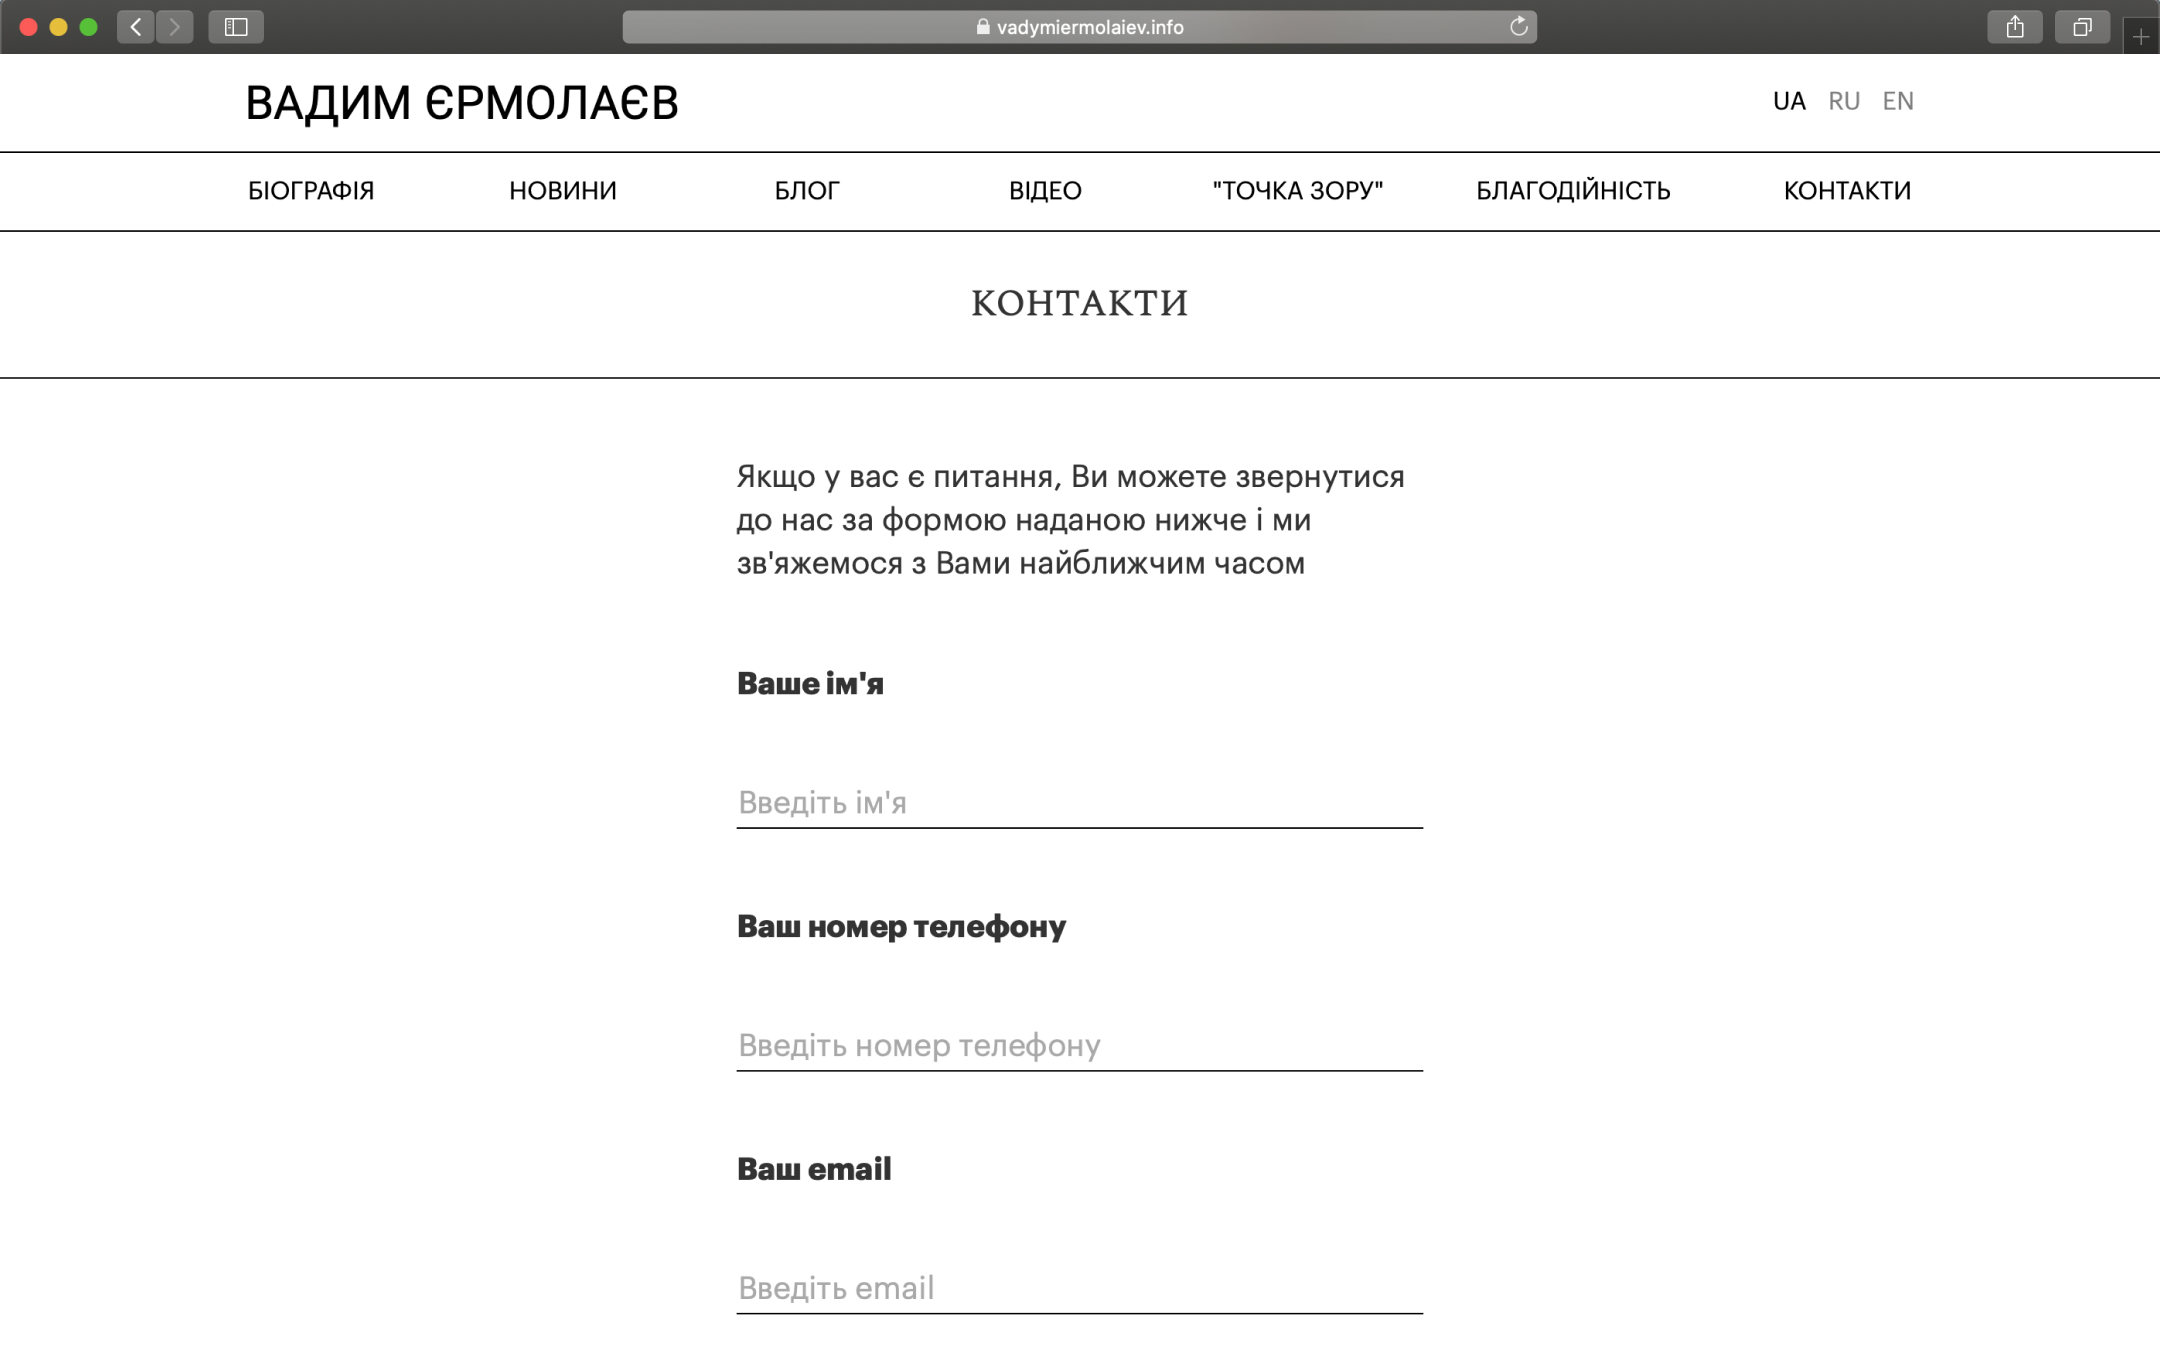 vadymiermolaiev.info
ВАДИМ ЄРМОЛАЄВ
UA RU EN
БІОГРАФІЯ НОВИНИ БЛОГ ВІДЕО "ТОЧКА ЗОРУ" БЛАГОДІЙНІСТЬ КОНТАКТИ
КОНТАКТИ
Якщо у вас є питання, Ви можете звернутися
до нас за формою наданою нижче і ми
зв'яжемося з Вами найближчим часом
Ваше ім'я
Введіть ім'я
Ваш номер телефону
Введіть номер телефону
Ваш email
Введіть email